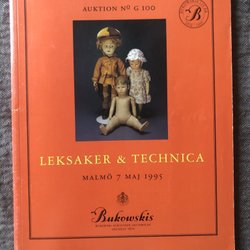 AUKTION Nº G 100
B
LEKSAKER & TECHNICA
MALMÖ 7 MAJ 1995
Bukowskis